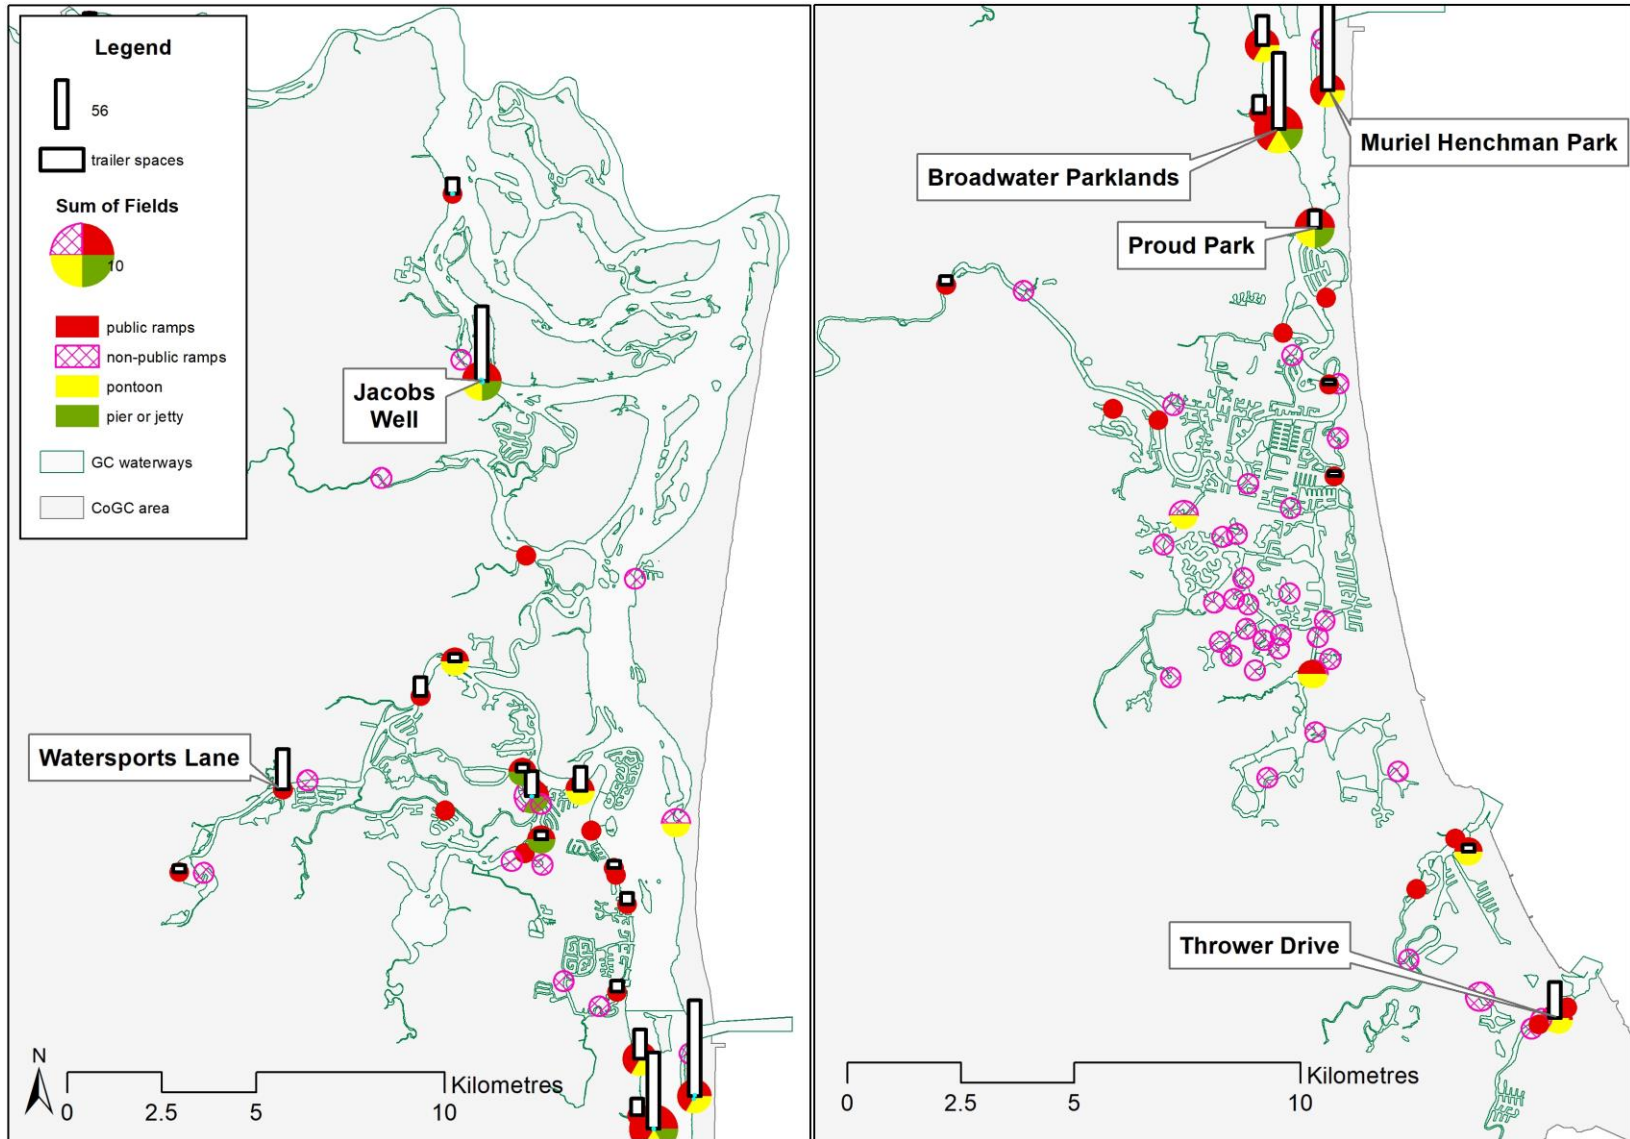 Legend
56
trailer spaces
Sum of Fields
10
public ramps
non-public ramps
pontoon
pier or jetty
GC waterways
CoGC area
Jacobs
Well
Watersports Lane
N
Kilometres
0 2.5 5 10
Muriel Henchman Park
Broadwater Parklands
Proud Park
Thrower Drive
Kilometres
0 2.5 5 10